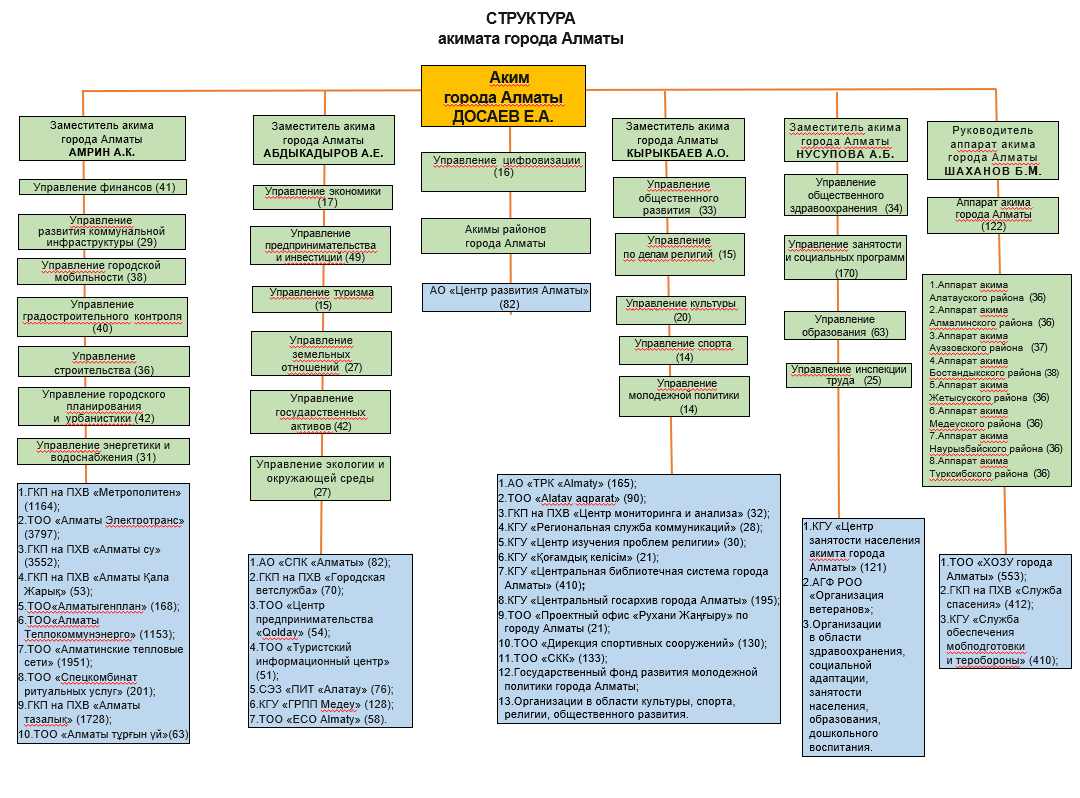 СТРУКТУРА
акимата города Алматы
Аким
города Алматы
ДОСАЕВ Е.А.
Заместитель акима
города Алматы
АМРИН А.К.
Управление финансов (41)
Управление
развития коммунальной
инфраструктуры (29)
Управление городской
мобильности (38)
Управление
градостроительного контроля
(40)
Управление
строительства (36)
Управление городского
планирования
и урбанистики (42)
Управление энергетики и
водоснабжения (31)
1.ГКП на ПХВ «Метрополитен»
(1164);
2.ТОО «Алматы Электротранс»
(3797);
3.ГКП на ПХВ «Алматы су»
(3552);
4.ГКП на ПХВ «Алматы Қала
Жарық» (53);
5.ТОО«Алматыгенплан» (168);
6.ТОО«Алматы
Теплокоммунэнерго» (1153);
7.ТОО «Алматинские тепловые
сети» (1951);
8.ТОО «Спецкомбинат
ритуальных услуг» (201);
9.ГКП на ПХВ «Алматы
тазалық» (1728);
10.ТОО «Алматы тұрғын үй»(63)
Заместитель акима
города Алматы
АБДЫКАДЫРОВ А.Е.
Управление экономики
(17)
Управление
предпринимательства
и инвестиций (49)
Управление туризма
(15)
Управление
земельных
отношений (27)
Управление
государственных
активов (42)
Управление экологии и
окружающей среды
(27)
1.АО «СПК «Алматы» (82);
2.ГКП на ПХВ «Городская
ветслужба» (70);
3.ТОО «Центр
предпринимательства
«Qolday» (54);
4.ТОО «Туристский
информационный центр»
(51);
5.СЭЗ «ПИТ «Алатау» (76);
6.КГУ «ГРПП Медеу» (128);
7.ТОО «ECO Almaty» (58).
Управление цифровизации
(16)
Акимы районов
города Алматы
АО «Центр развития Алматы»
(82)
Заместитель акима
города Алматы
КЫРЫКБАЕВ А.О.
Управление
общественного
развития (33)
Управление
по делам религий (15)
Управление культуры
(20)
Управление спорта
(14)
Управление
молодежной политики
(14)
1.АО «ТРК «Almaty» (165);
2.ТОО «Alatay aqparat» (90);
3.ГКП на ПХВ «Центр мониторинга и анализа» (32);
4.КГУ «Региональная служба коммуникаций» (28);
5.КГУ «Центр изучения проблем религии» (30);
6.КГУ «Қоғамдық келісім» (21);
7.КГУ «Центральная библиотечная система города
Алматы» (410);
8.КГУ «Центральный госархив города Алматы» (195);
9.ТОО «Проектный офис «Рухани Жаңғыру» по
городу Алматы (21);
10.ТОО «Дирекция спортивных сооружений» (130);
11.ТОО «СКК» (133);
12.Государственный фонд развития молодежной
политики города Алматы;
13.Организации в области культуры, спорта,
религии, общественного развития.
Заместитель акима
города Алматы
НУСУПОВА А.Б.
Управление
общественного
здравоохранения (34)
Управление занятости
и социальных программ
(170)
Управление
образования (63)
Управление инспекции
труда (25)
1.КГУ «Центр
занятости населения
акимта города
Алматы» (121)
2.АГФ РОО
«Организация
ветеранов»;
3.Организации
в области
здравоохранения,
социальной
адаптации,
занятости
населения,
образования,
дошкольного
воспитания.
Руководитель
аппарат акима
города Алматы
ШАХАНОВ Б.М.
Аппарат акима
города Алматы
(122)
1.Аппарат акима
Алатауского район (36)
2.Аппарат акима
Алмалинского района (36)
3.Аппарат акима
Ауэзовского района (37)
4.Аппарат акима
Бостандыкского района (38)
5.Аппарат акима
Жетысуского района (36)
6.Аппарат акима
Медеуского района (36)
7.Аппарат акима
Наурызбайского района (36)
8.Аппарат акима
Турксибского района (36)
1.ТОО «ХОЗУ города
Алматы» (553);
2.ГКП на ПХВ «Служба
спасения» (412);
3.КГУ «Служба
обеспечения
мобподготовки
и теробороны» (410);